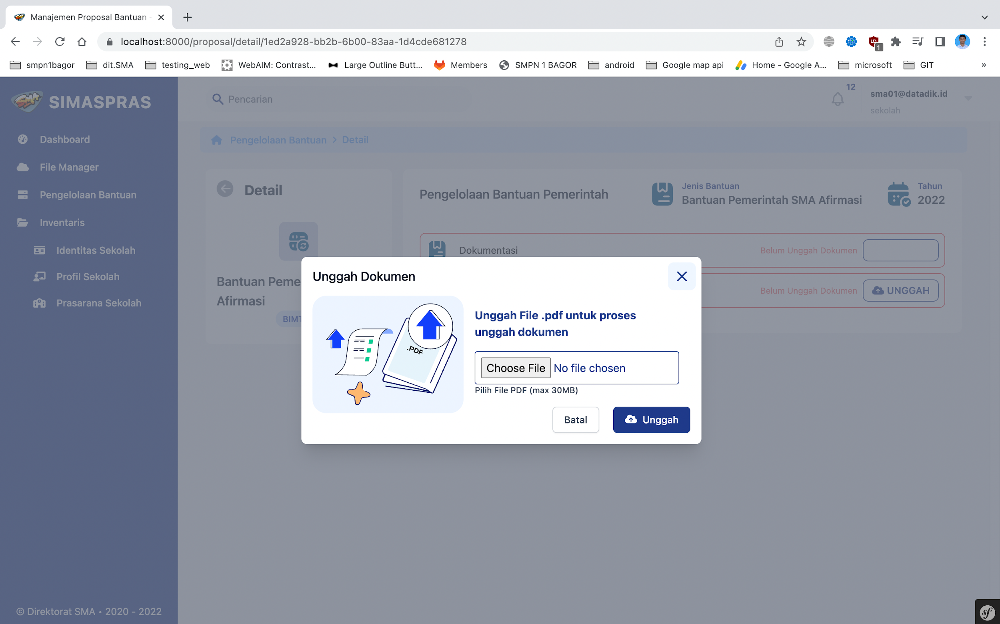 Manajemen Proposal Bantuan -
localhost:8000/proposal/detail/1ed2a928-bb2b-6b00-83aa-1d4cde681278
1
smpn1bagor
dit.SMA
testing_web
WebAIM: Contrast...
Large Outline Butt...
Members
SMPN 1 BAGOR
android
Google map api
Home - Google A...
microsoft
GIT
»
SMA SIMASPRAS
Pencarian
12
sma01@datadik.id
sekolah
Dashboard
File Manager
Pengelolaan Bantuan
Inventaris
Identitas Sekolah
Profil Sekolah
Prasarana Sekolah
© Direktorat SMA • 2020 - 2022
Pengelolaan Bantuan > Detail
Detail
Bantuan Peme
Afirmasi
BIMT
Pengelolaan Bantuan Pemerintah
Jenis Bantuan
Bantuan Pemerintah SMA Afirmasi
Tahun
2022
Dokumentasi
Belum Unggah Dokumen
Belum Unggah Dokumen
UNGGAH
Unggah Dokumen
.PDF
Unggah File .pdf untuk proses
unggah dokumen
Choose File No file chosen
Pilih File PDF (max 30MB)
Batal
Unggah
sf